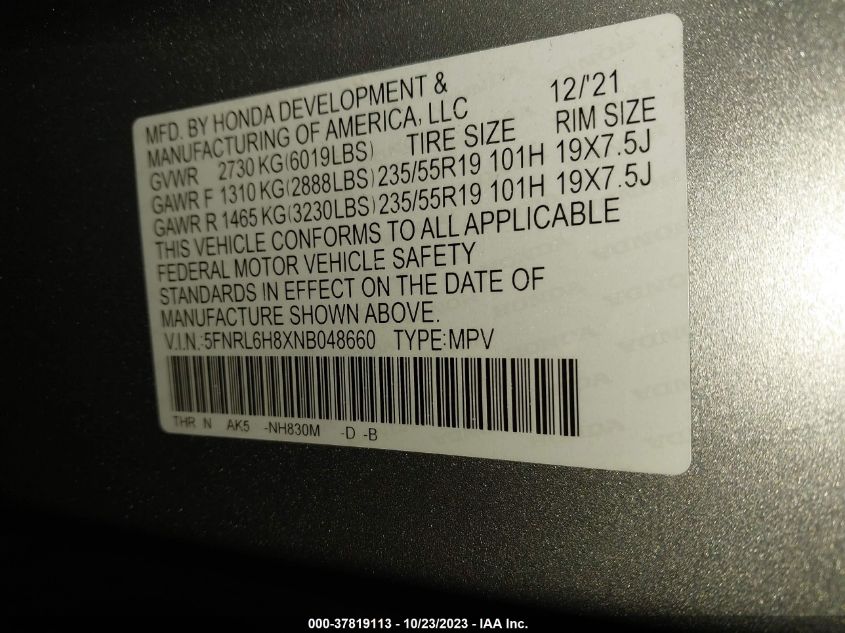 MFD. BY HONDA DEVELOPMENT & 12/'21
MANUFACTURING OF AMERICA, LLC
GVWR 2730 KG(6019LBS) TIRE SIZE RIM SIZE
GAWR F 1310 KG(2888LBS) 235/55R19 101H 19X7.5J
GAWR R 1465 KG(3230LBS) 235/55R19 101H 19X7.5J
THIS VEHICLE CONFORMS TO ALL APPLICABLE
FEDERAL MOTOR VEHICLE SAFETY
STANDARDS IN EFFECT ON THE DATE OF
MANUFACTURE SHOWN ABOVE.
V.I.N.:5FNRL6H8XNB048660 TYPE:MPV
THR N AK5 -NH830M -D -B
000-37819113 - 10/23/2023 - IAA Inc.